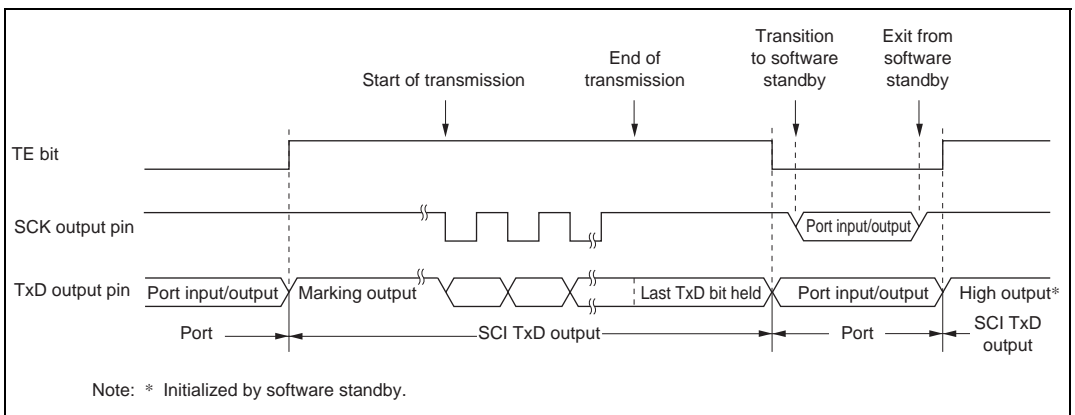 Start of transmission
End of
transmission
Transition
to software
standby
Exit from
software
standby
TE bit
SCK output pin
Port input/output
TxD output pin
Port input/output
Marking output
Last TxD bit held
Port input/output
High output*
Port
SCI TxD output
Port
SCI TxD
output
Note: * Initialized by software standby.